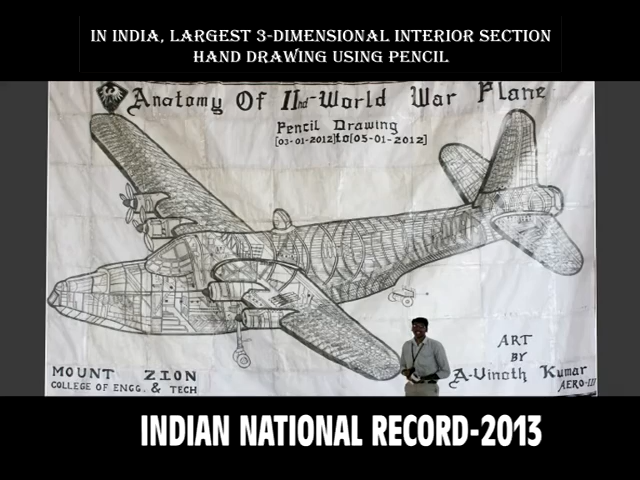 IN INDIA, LARGEST 3-DIMENSIONAL INTERIOR SECTION
HAND DRAWING USING PENCIL
Anatomy Of IInd-World War Plane
Pencil Drawing
[03-01-2012]to[05-01-2012]
ART
BY
A.Vinoth Kumar
AERO-III
MOUNT ZION
COLLEGE OF ENGG. & TECH
INDIAN NATIONAL RECORD-2013